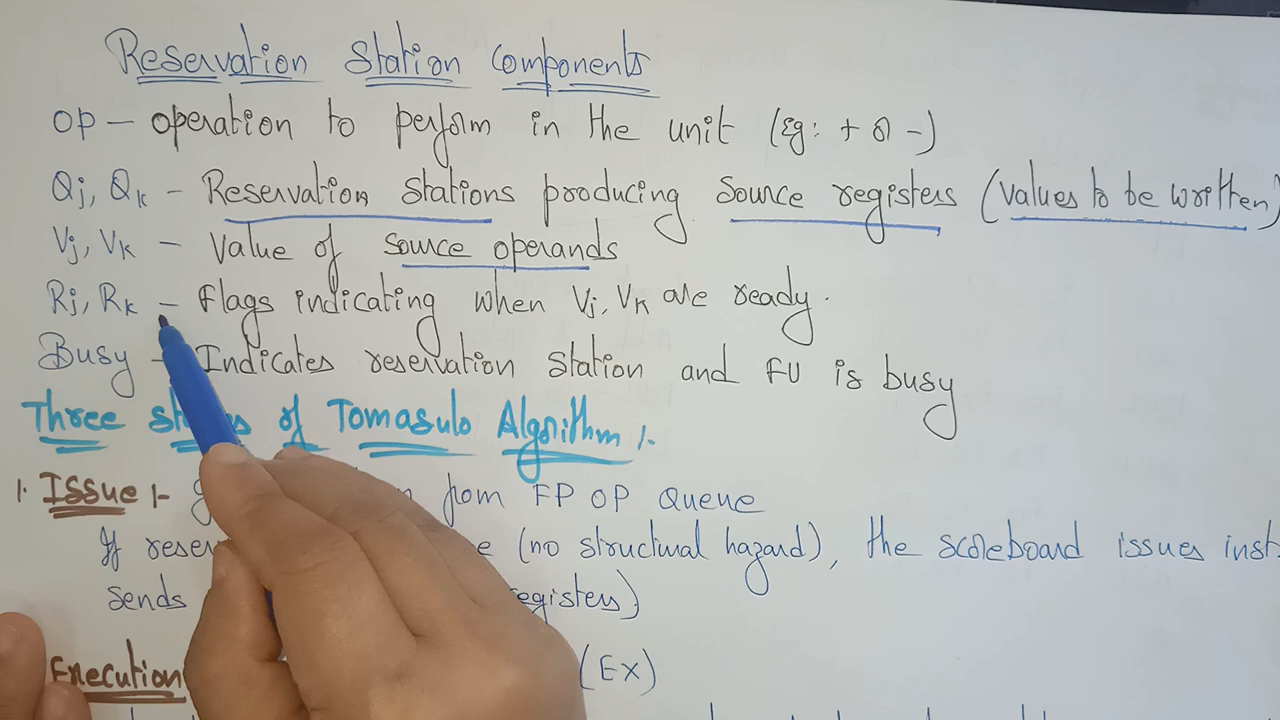 Reservation Station Components
OP – operation to perform in the unit (Eg: + or -)
Qj, Qk – Reservation stations producing source registers (values to be written)
Vj, Vk – Value of source operands
Rj, Rk – Flags indicating when Vj, Vk are ready.
Busy – Indicates reservation station and FU is busy
Three of Tomasulo Algorithm :-
1. Issue :- from FP OP Queue
If (no structural hazard), the scoreboard issues inst
sends
Execution (Ex)